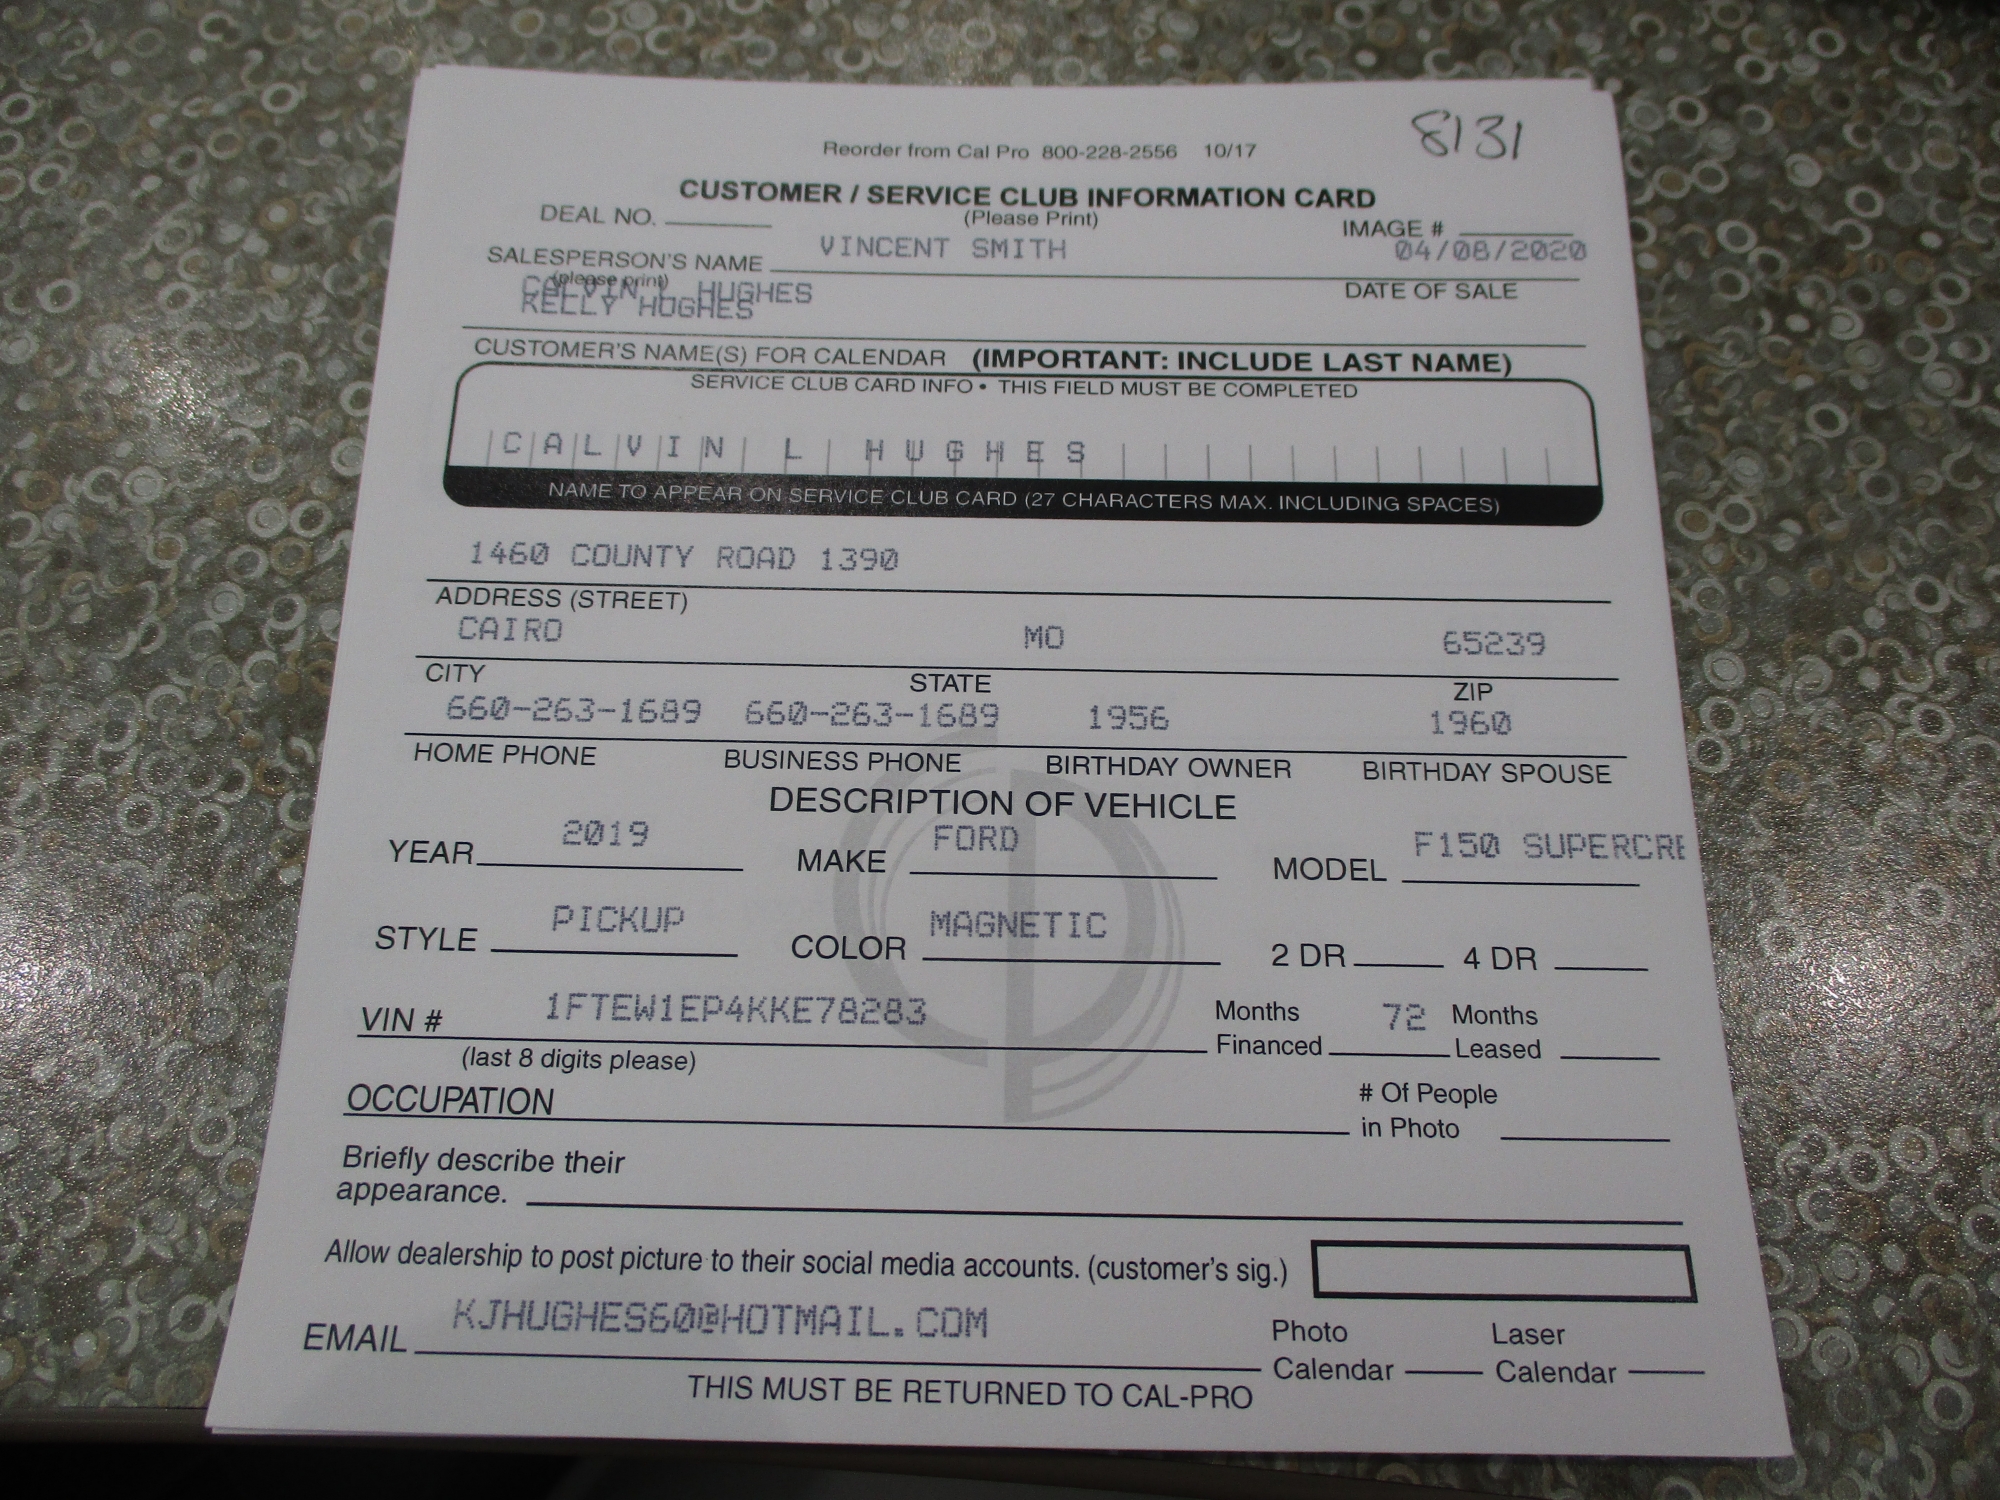 8131
Reorder from Cal Pro 800-228-2556 10/17
CUSTOMER / SERVICE CLUB INFORMATION CARD
DEAL NO. (Please Print) IMAGE #
SALESPERSON'S NAME VINCENT SMITH 04/08/2020
(please print) DATE OF SALE
CALVIN L HUGHES
KELLY HUGHES
CUSTOMER'S NAME(S) FOR CALENDAR (IMPORTANT: INCLUDE LAST NAME)
SERVICE CLUB CARD INFO • THIS FIELD MUST BE COMPLETED
CALVIN L HUGHES
NAME TO APPEAR ON SERVICE CLUB CARD (27 CHARACTERS MAX. INCLUDING SPACES)
1460 COUNTY ROAD 1390
ADDRESS (STREET)
CAIRO MO 65239
CITY STATE ZIP
660-263-1689 660-263-1689 1956 1960
HOME PHONE BUSINESS PHONE BIRTHDAY OWNER BIRTHDAY SPOUSE
DESCRIPTION OF VEHICLE
YEAR 2019 MAKE FORD MODEL F150 SUPERCRE
STYLE PICKUP COLOR MAGNETIC 2 DR 4 DR
VIN # 1FTEW1EP4KKE78283 Months Financed 72 Months Leased
(last 8 digits please)
OCCUPATION # Of People in Photo
Briefly describe their
appearance.
Allow dealership to post picture to their social media accounts. (customer's sig.)
EMAIL KJHUGHES60@HOTMAIL.COM Photo Calendar Laser Calendar
THIS MUST BE RETURNED TO CAL-PRO